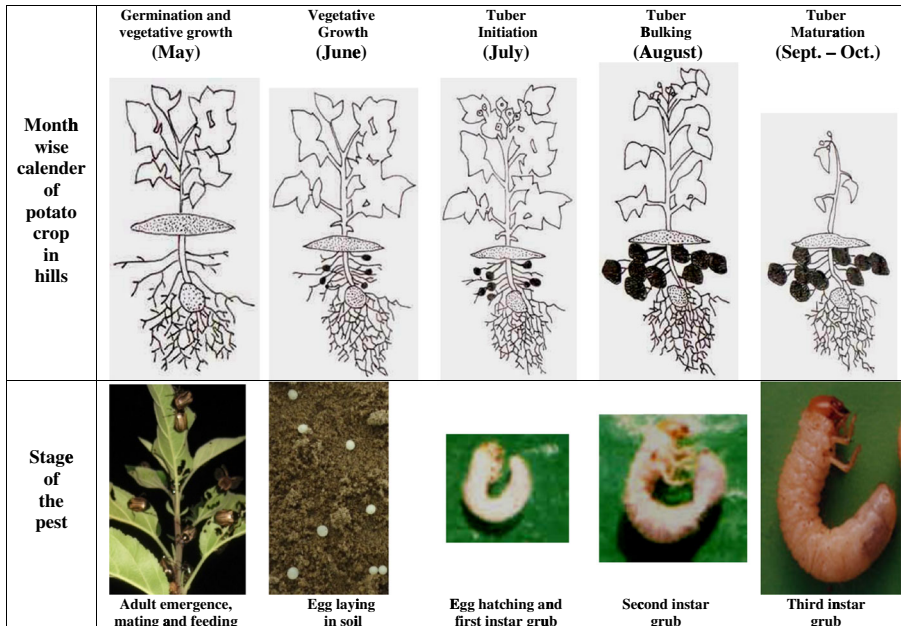 Germination and
vegetative growth
(May)
Vegetative
Growth
(June)
Tuber
Initiation
(July)
Tuber
Bulking
(August)
Tuber
Maturation
(Sept. – Oct.)
Month
wise
calender
of
potato
crop
in
hills
Stage
of
the
pest
Adult emergence,
mating and feeding
Egg laying
in soil
Egg hatching and
first instar grub
Second instar
grub
Third instar
grub